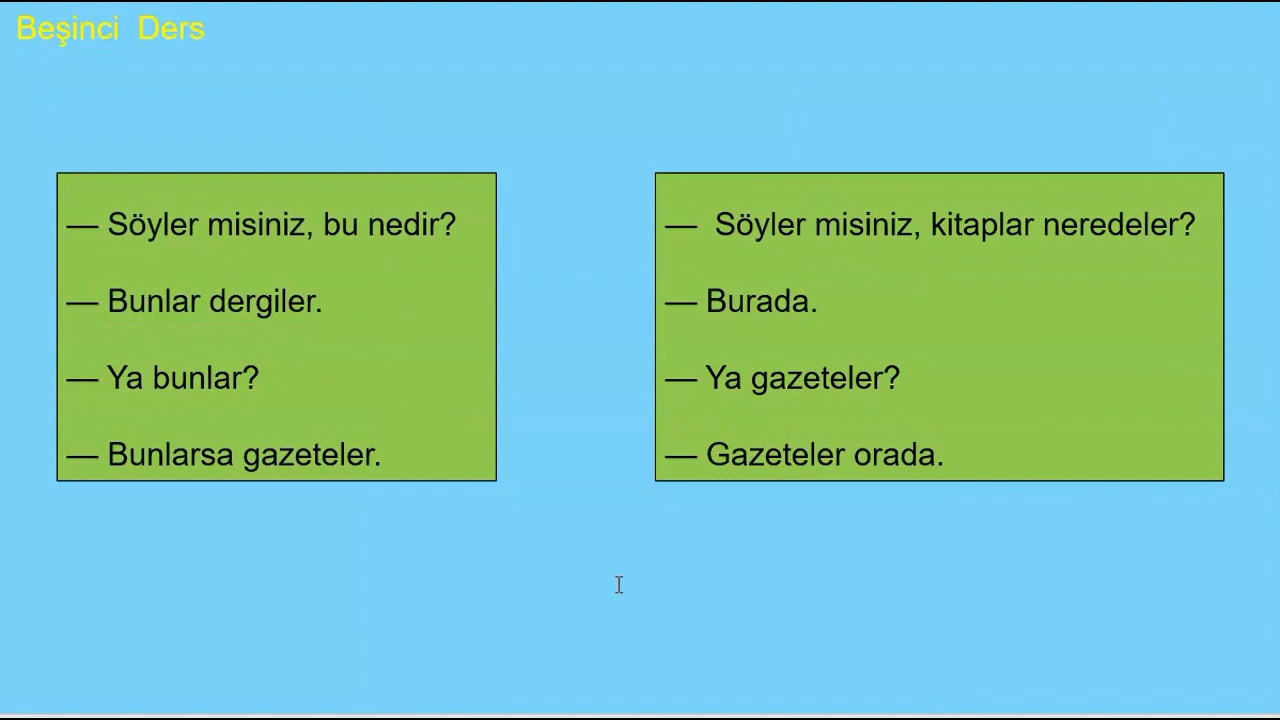 Beşinci Ders
— Söyler misiniz, bu nedir?
— Bunlar dergiler.
— Ya bunlar?
— Bunlarsa gazeteler.
— Söyler misiniz, kitaplar neredeler?
— Burada.
— Ya gazeteler?
— Gazeteler orada.